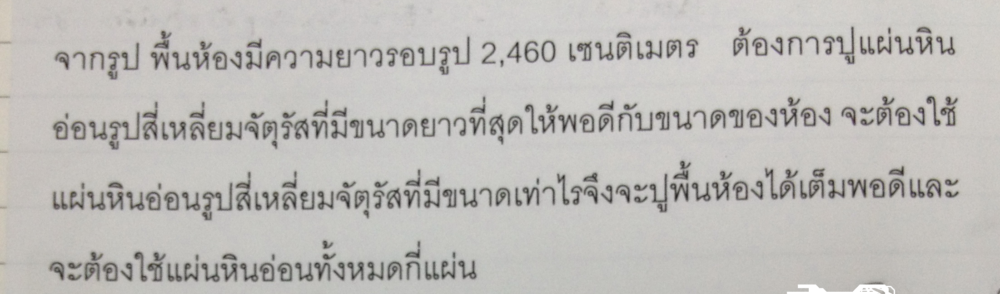 จากรูป พื้นห้องมีความยาวรอบรูป 2,460 เซนติเมตร ต้องการปูแผ่นหิน
อ่อนรูปสี่เหลี่ยมจัตุรัสที่มีขนาดยาวที่สุดให้พอดีกับขนาดของห้อง จะต้องใช้
แผ่นหินอ่อนรูปสี่เหลี่ยมจัตุรัสที่มีขนาดเท่าไรจึงจะปูพื้นห้องได้เต็มพอดีและ
จะต้องใช้แผ่นหินอ่อนทั้งหมดกี่แผ่น